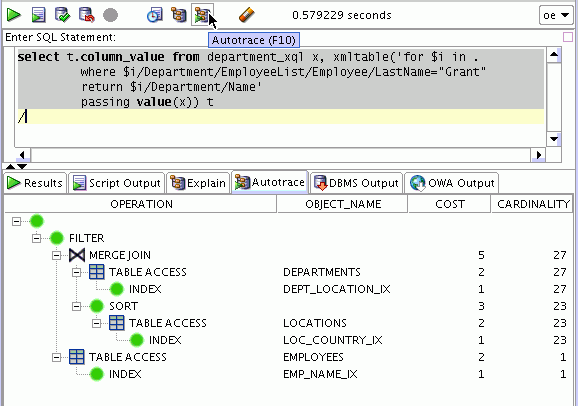 0.579229 seconds
oe
Enter SQL Statement:
Autotrace (F10)
select t.column_value from department_xql x, xmltable('for $i in .
where $i/Department/EmployeeList/Employee/LastName="Grant"
return $i/Department/Name'
passing value(x)) t
/
Results Script Output Explain Autotrace DBMS Output OWA Output
OPERATION OBJECT_NAME COST CARDINALITY
FILTER
MERGE JOIN 5 27
TABLE ACCESS DEPARTMENTS 2 27
INDEX DEPT_LOCATION_IX 1 27
SORT 3 23
TABLE ACCESS LOCATIONS 2 23
INDEX LOC_COUNTRY_IX 1 23
TABLE ACCESS EMPLOYEES 2 1
INDEX EMP_NAME_IX 1 1